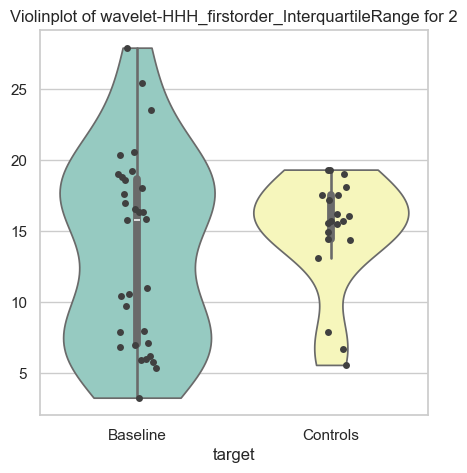 Violinplot of wavelet-HHH_firstorder_InterquartileRange for 2
25
20
15
10
5
Baseline
Controls
target